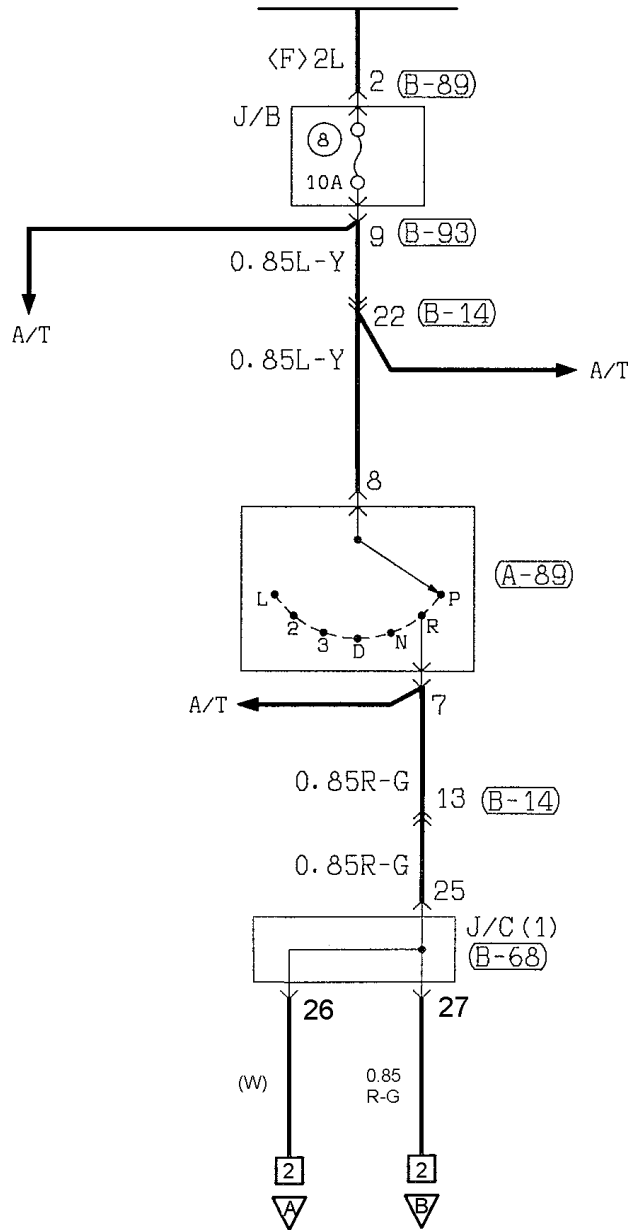 〈F〉2L
2 (B-89)
J/B
8
10A
9 (B-93)
0.85L-Y
A/T
22 (B-14)
0.85L-Y
A/T
8
(A-89)
L 2 3 D N R P
A/T
7
0.85R-G
13 (B-14)
0.85R-G
25
J/C(1)
(B-68)
26 27
(W)
0.85
R-G
2 2
A B